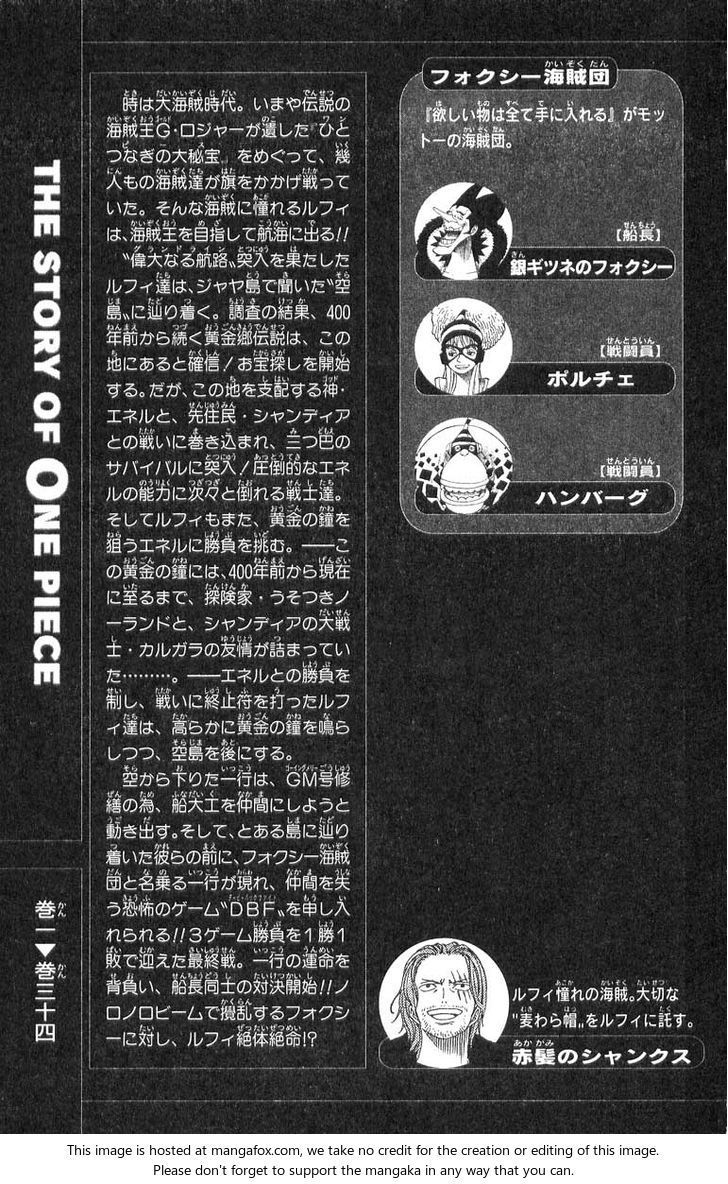 THE STORY OF ONE PIECE
巻一▶巻三十四
時は大海賊時代。いまや伝説の
海賊王G・ロジャーが遺した『ひと
つなぎの大秘宝』をめぐって、幾
人もの海賊達が旗をかかげ戦って
いた。そんな海賊に憧れるルフィ
は、海賊王を目指して航海に出る!!
〝偉大なる航路〟突入を果たした
ルフィ達は、ジャヤ島で聞いた〝空
島〟に辿り着く。調査の結果、400
年前から続く黄金郷伝説は、この
地にあると確信!お宝探しを開始
する。だが、この地を支配する神・
エネルと、先住民・シャンディア
との戦いに巻き込まれ、三つ巴の
サバイバルに突入!圧倒的なエネ
ルの能力に次々と倒れる戦士達。
そしてルフィもまた、黄金の鐘を
狙うエネルに勝負を挑む。――こ
の黄金の鐘には、400年前から現在
に至るまで、探険家・うそつきノ
ーランドと、シャンディアの大戦
士・カルガラの友情が詰まってい
た………。――エネルとの勝負を
制し、戦いに終止符を打ったルフ
ィ達は、高らかに黄金の鐘を鳴ら
しつつ、空島を後にする。
空から下りた一行は、GM号修
繕の為、船大工を仲間にしようと
動き出す。そして、とある島に辿り
着いた彼らの前に、フォクシー海賊
団と名乗る一行が現れ、仲間を失
う恐怖のゲーム〝DBF〟を申し入
れられる!!3ゲーム勝負を1勝1
敗で迎えた最終戦。一行の運命を
背負い、船長同士の対決開始!!ノ
ロノロビームで攪乱するフォクシ
ーに対し、ルフィ絶体絶命!?
フォクシー海賊団
『欲しい物は全て手に入れる』がモッ
トーの海賊団。
【船長】
銀ギツネのフォクシー
【戦闘員】
ポルチェ
【戦闘員】
ハンバーグ
ルフィ憧れの海賊。大切な
〝麦わら帽〟をルフィに託す。
赤髪のシャンクス
This image is hosted at mangafox.com, we take no credit for the creation or editing of this image.
Please don't forget to support the mangaka in any way that you can.